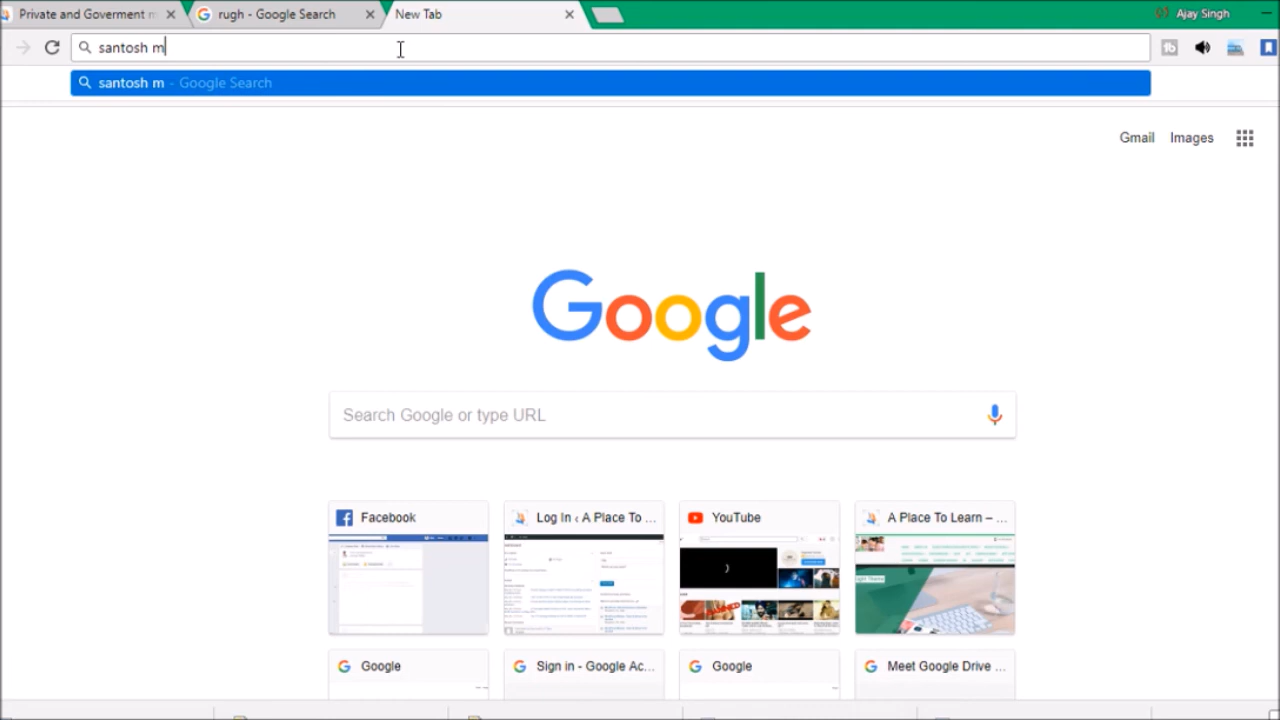 Private and Goverment
rugh - Google Search
New Tab
Ajay Singh
santosh m
santosh m - Google Search
Gmail
Images
Google
Search Google or type URL
Facebook
Log In ‹ A Place To ...
YouTube
A Place To Learn – ...
Google
Sign in - Google Ac...
Google
Meet Google Drive ...